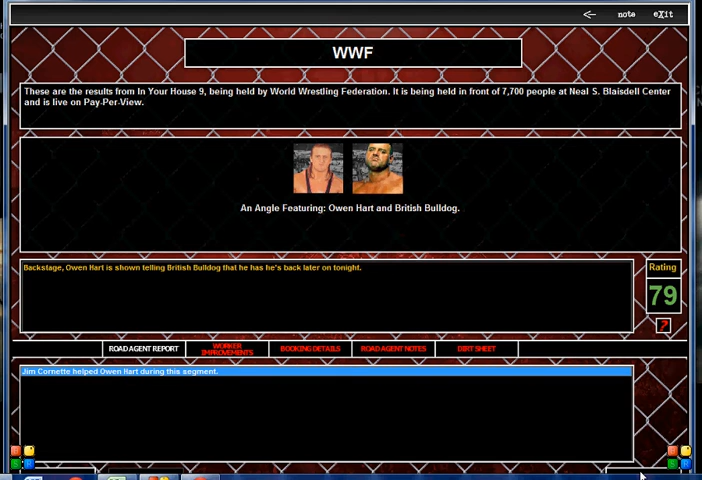 note eXit
WWF
These are the results from In Your House 9, being held by World Wrestling Federation. It is being held in front of 7,700 people at Neal S. Blaisdell Center
and is live on Pay-Per-View.
An Angle Featuring: Owen Hart and British Bulldog.
Backstage, Owen Hart is shown telling British Bulldog that he has he's back later on tonight.
Rating
79
?
ROAD AGENT REPORT
WORKER
IMPROVEMENTS
BOOKING DETAILS
ROAD AGENT NOTES
DIRT SHEET
Jim Cornette helped Owen Hart during this segment.